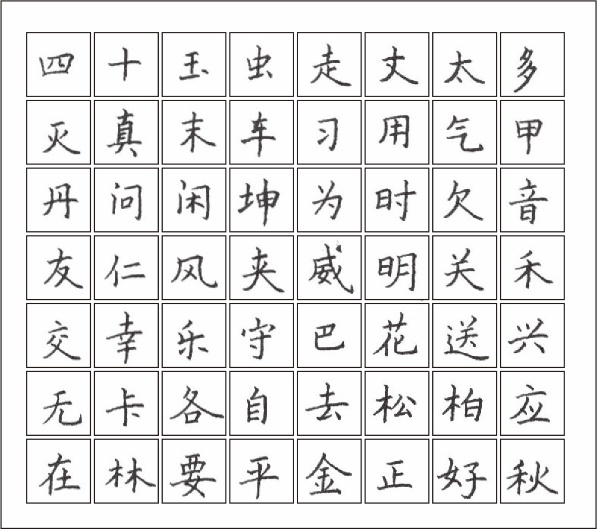 四十玉虫走丈太多
灭真末车习用气甲
丹问闲坤为时欠音
友仁风夹威明关禾
交幸乐守巴花送兴
无卡各自去松柏应
在林要平金正好秋